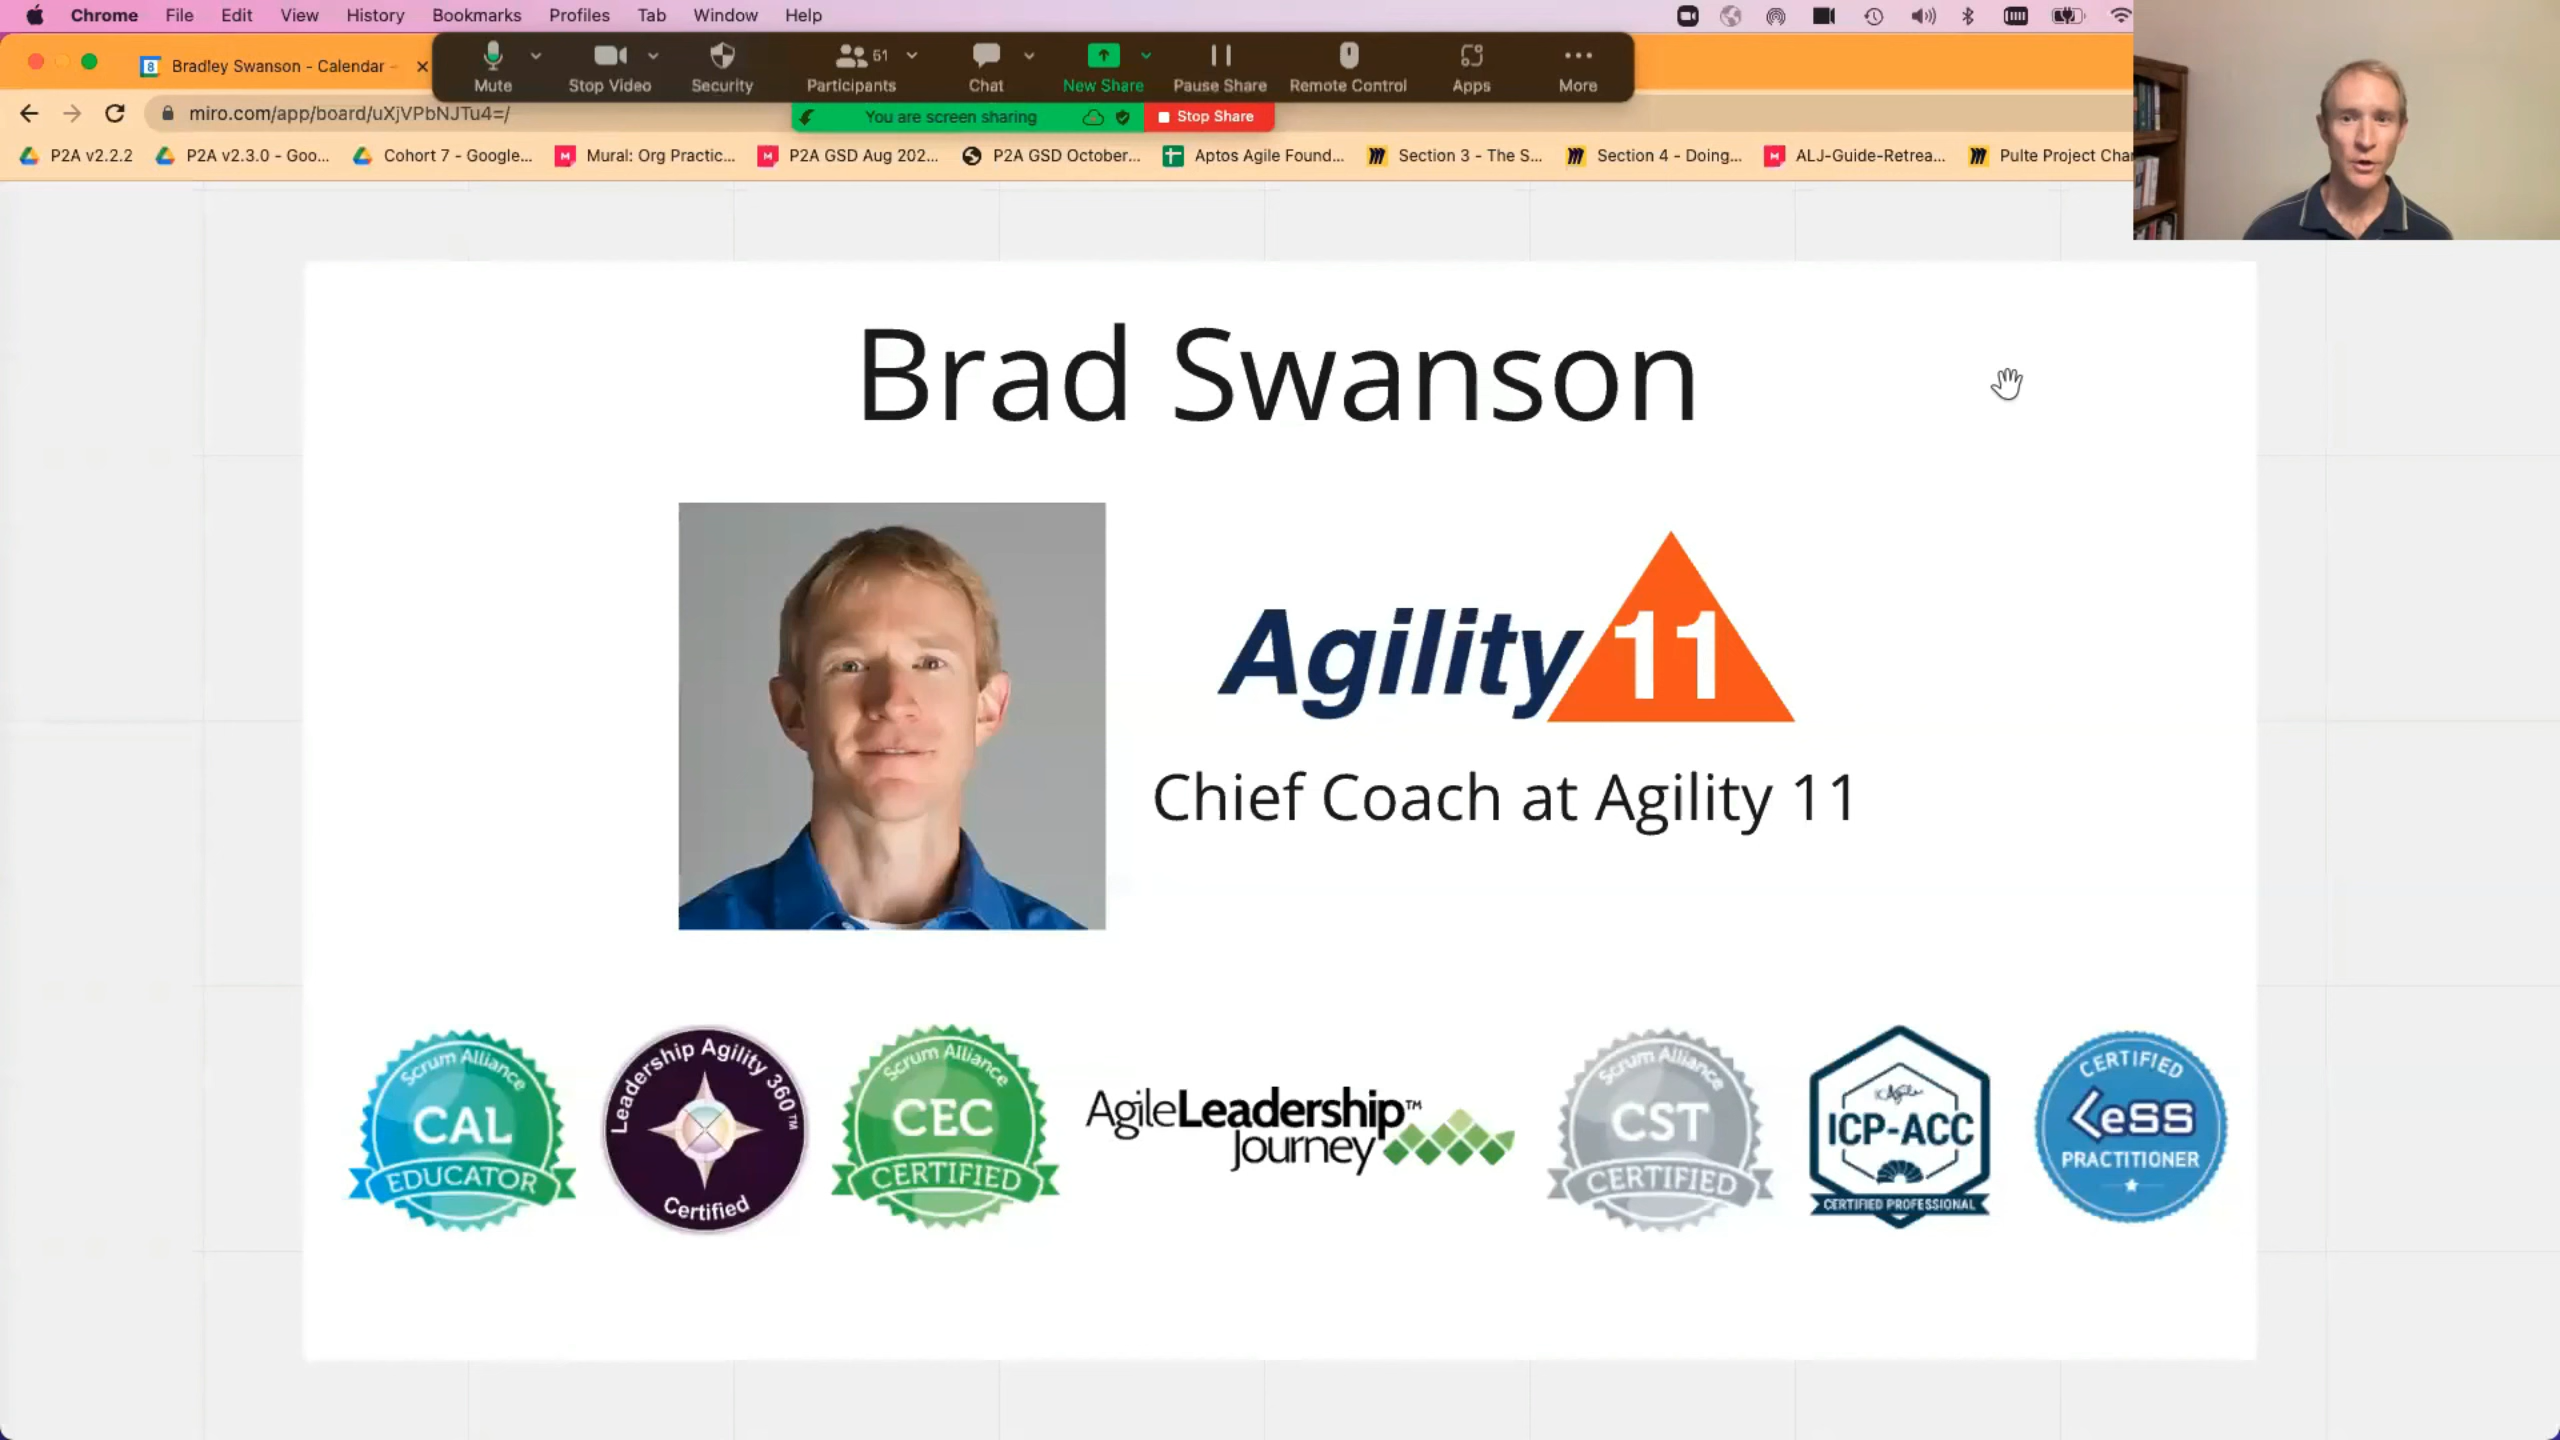 Chrome File Edit View History Bookmarks Profiles Tab Window Help
8 Bradley Swanson - Calendar -
Mute Stop Video Security Participants 61 Chat New Share Pause Share Remote Control Apps More
miro.com/app/board/uXjVPbNJTu4=/
You are screen sharing Stop Share
P2A v2.2.2 P2A v2.3.0 - Goo... Cohort 7 - Google... Mural: Org Practic... P2A GSD Aug 202... P2A GSD October... Aptos Agile Found... Section 3 - The S... Section 4 - Doing... ALJ-Guide-Retrea... Pulte Project Cha
Brad Swanson
Agility 11
Chief Coach at Agility 11
Scrum Alliance
CAL
EDUCATOR
Leadership Agility 360™
Certified
Scrum Alliance
CEC
CERTIFIED
AgileLeadership™
Journey
Scrum Alliance
CST
CERTIFIED
ICAgile
ICP-ACC
CERTIFIED PROFESSIONAL
CERTIFIED
LeSS
PRACTITIONER